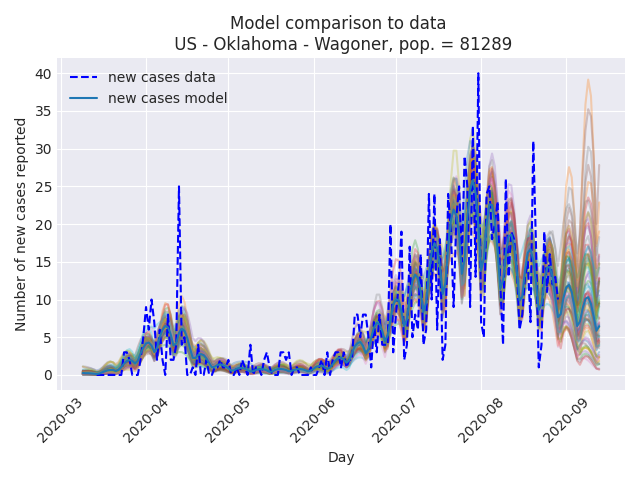 Model comparison to data
US - Oklahoma - Wagoner, pop. = 81289
new cases data
new cases model
Number of new cases reported
40
35
30
25
20
15
10
5
0
2020-03
2020-04
2020-05
2020-06
2020-07
2020-08
2020-09
Day